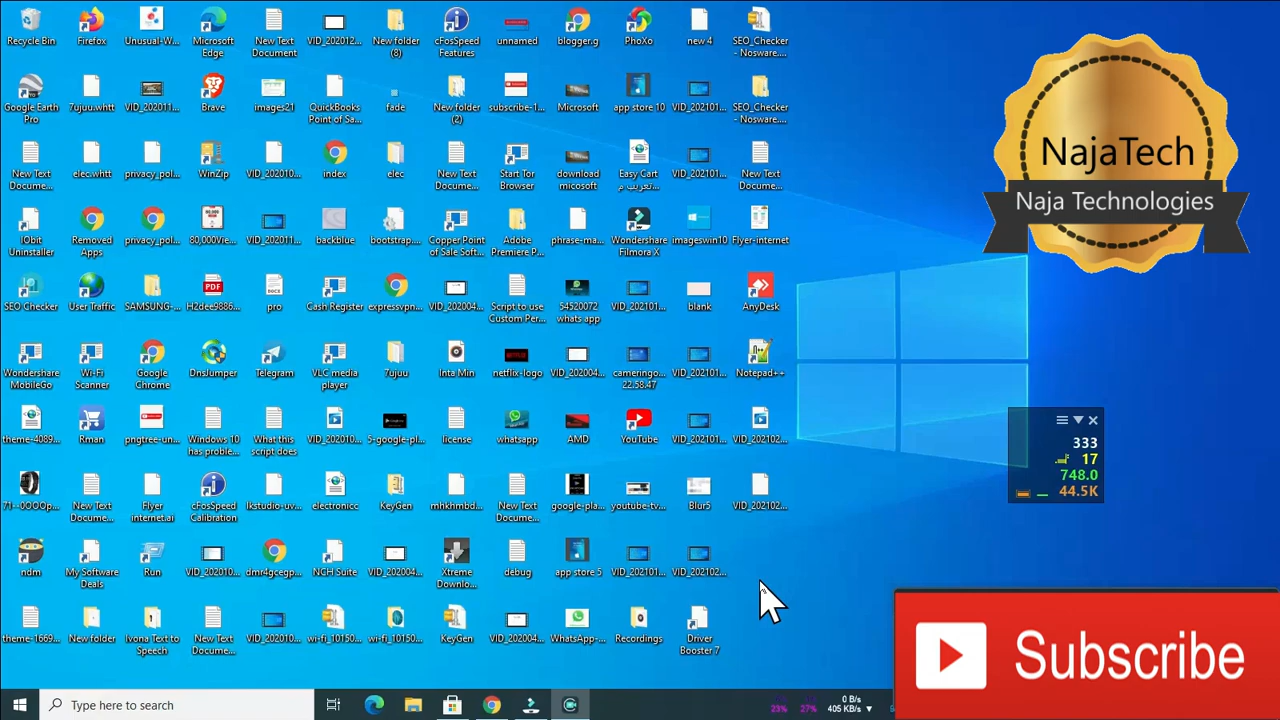 NajaTech
Naja Technologies
Recycle Bin
Firefox
Unusual-W...
Microsoft
Edge
New Text
Document
VID_202012...
New folder
(8)
cFosSpeed
Features
unnamed
blogger.g
PhoXo
new 4
SEO_Checker
- Nosware....
Google Earth
Pro
7ujuu.whtt
VID_202011...
Brave
images21
QuickBooks
Point of Sa...
fade
New folder
(2)
subscribe-1...
Microsoft
app store 10
VID_202101...
SEO_Checker
- Nosware....
New Text
Docume...
elec.whtt
privacy_pol...
WinZip
VID_202010...
index
elec
New Text
Docume...
Start Tor
Browser
download
micosoft
Easy Cart
تعريب م...
VID_202101...
New Text
Docume...
IObit
Uninstaller
Removed
Apps
privacy_pol...
80,000Vie...
VID_202011...
backblue
bootstrap....
Copper Point
of Sale Soft...
Adobe
Premiere P...
phrase-ma...
Wondershare
Filmora X
imageswin10
Flyer-internet
SEO Checker
User Traffic
SAMSUNG-...
H2dee9886...
pro
Cash Register
expressvpn...
VID_202004...
Script to use
Custom Per...
54520072
whats app
VID_202101...
blank
AnyDesk
Wondershare
MobileGo
Wi-Fi
Scanner
Google
Chrome
DnsJumper
Telegram
VLC media
player
7ujuu
Inta Min
netflix-logo
VID_202004...
cameringo...
22.58.47
VID_202101...
Notepad++
theme-4089...
Rman
pngtree-un...
Windows 10
has proble...
What this
script does
VID_202010...
5-google-pl...
license
whatsapp
AMD
YouTube
VID_202101...
VID_202102...
71--0OOOp...
New Text
Docume...
Flyer
internet.ai
cFosSpeed
Calibration
lkstudio-uv...
electronicc
KeyGen
mhkhmbd...
New Text
Docume...
google-pla...
youtube-tv...
Blur5
VID_202102...
ndm
My Software
Deals
Run
VID_202010...
dmr4gcegp...
NCH Suite
VID_202004...
Xtreme
Downlo...
debug
app store 5
VID_202101...
VID_202102...
theme-1669...
New folder
Ivona Text to
Speech
New Text
Docume...
VID_202010...
wi-fi_10150...
wi-fi_10150...
KeyGen
VID_202004...
WhatsApp-...
Recordings
Driver
Booster 7
333
17
748.0
44.5K
Subscribe
Type here to search
23%
27%
0 B/s
405 KB/s